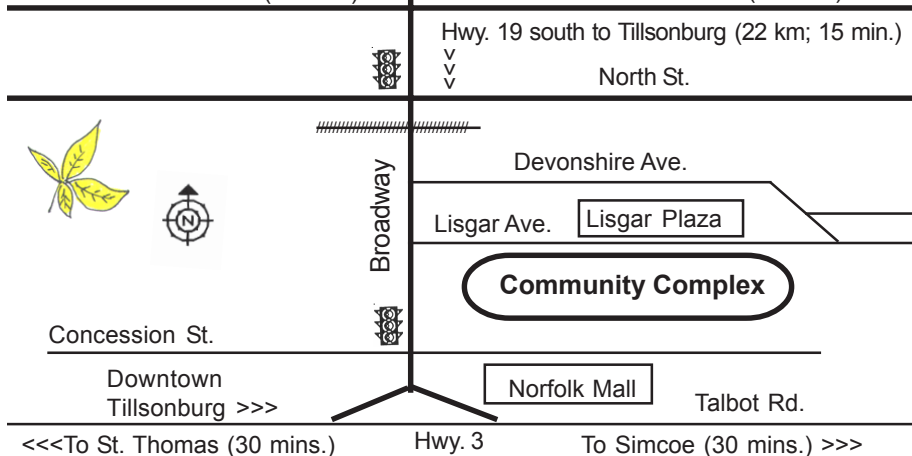 Hwy. 19 south to Tillsonburg (22 km; 15 min.)
>
>
>
North St.
Devonshire Ave.
Broadway
Lisgar Ave.
Lisgar Plaza
N
Community Complex
Concession St.
Downtown
Tillsonburg >>>
Norfolk Mall
Talbot Rd.
<<<To St. Thomas (30 mins.)
Hwy. 3
To Simcoe (30 mins.) >>>